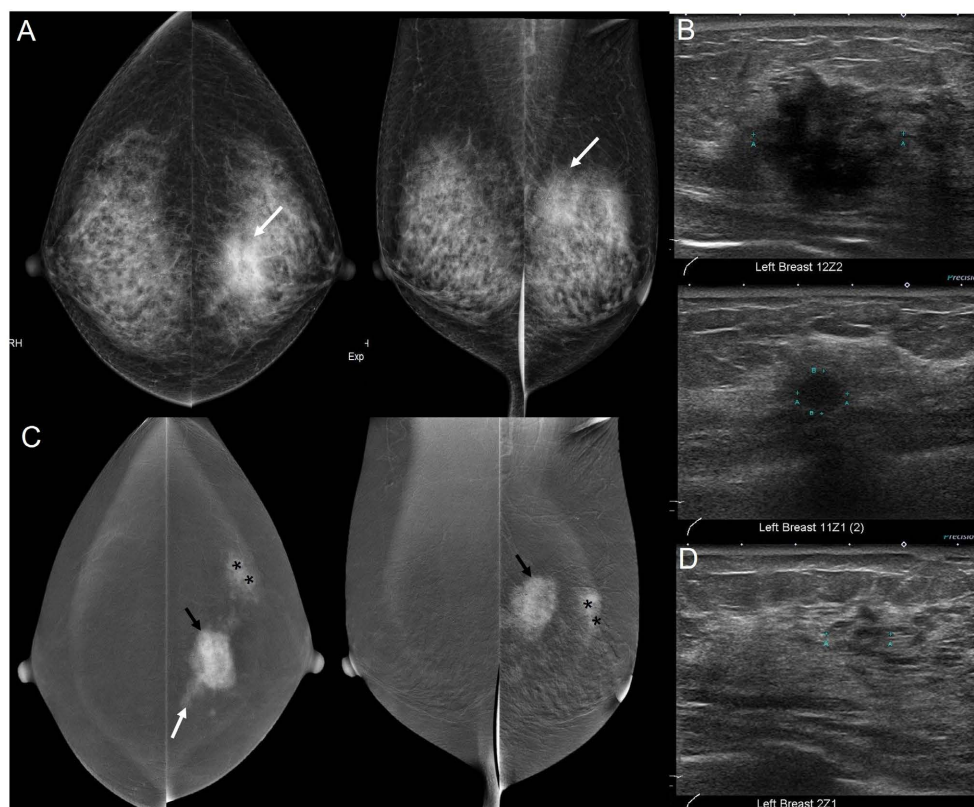 A
B
RH
H
Exp
A
A
Left Breast 12Z2
Precision
B
A
A
B
Left Breast 11Z1 (2)
Precision
C
* *
* *
D
A
A
Left Breast 2Z1